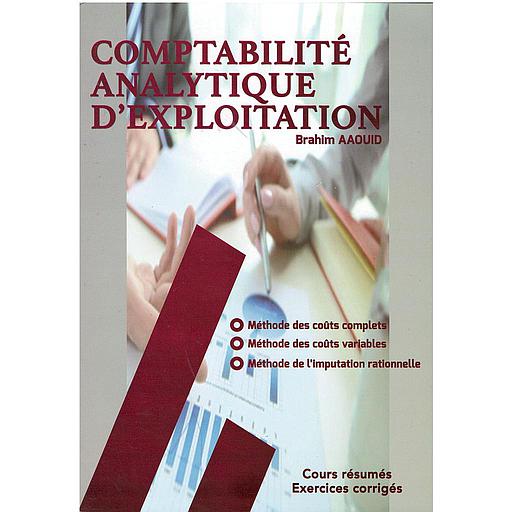 COMPTABILITÉ
ANALYTIQUE
D'EXPLOITATION
Brahim AAOUID
Méthode des coûts complets
Méthode des coûts variables
Méthode de l'imputation rationnelle
Cours résumés
Exercices corrigés